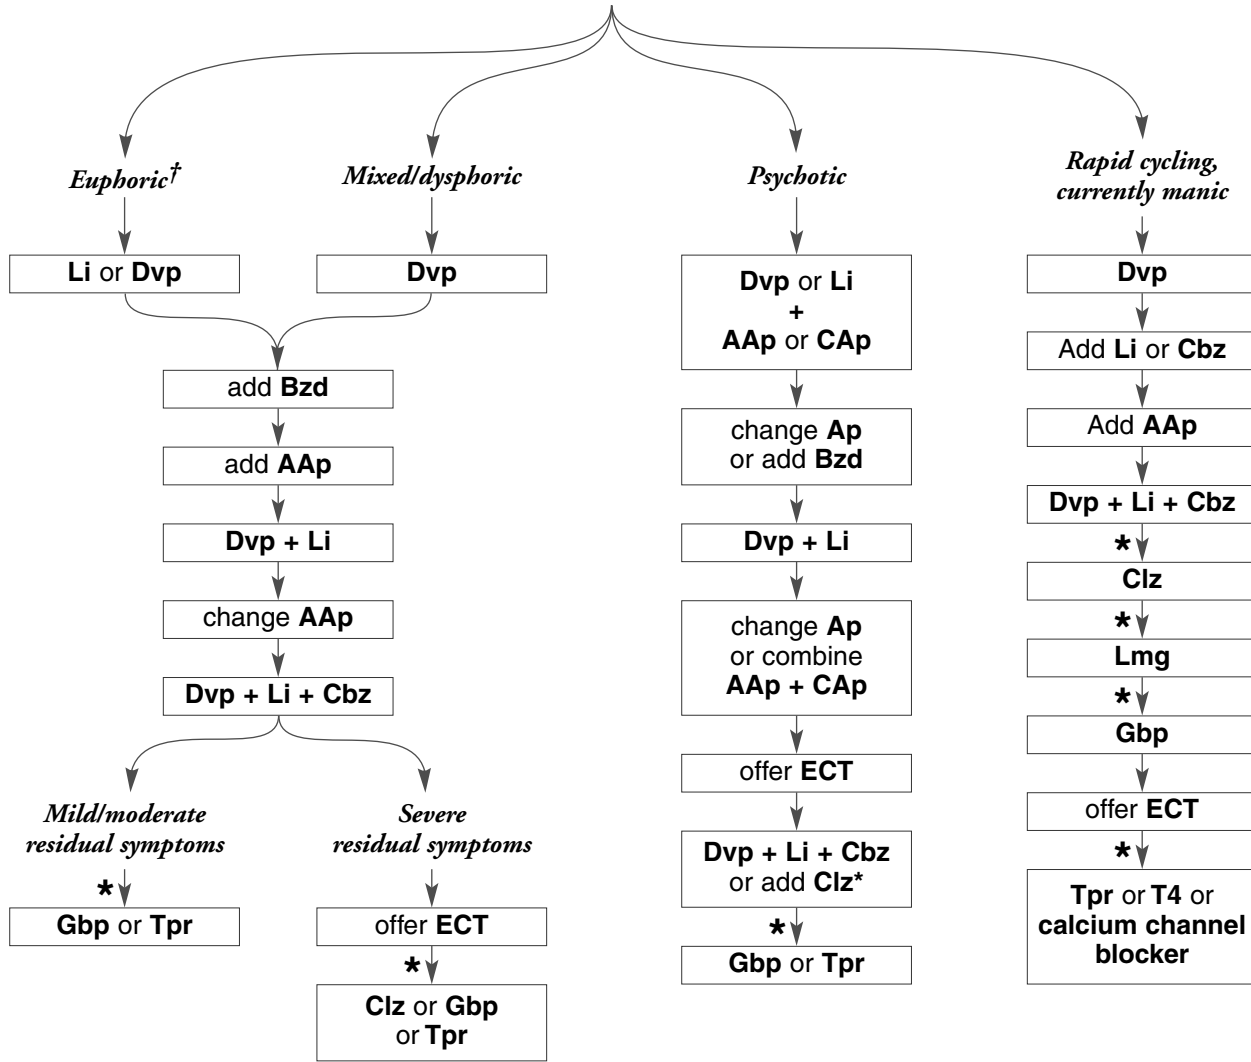 Euphoric†
Mixed/dysphoric
Psychotic
Rapid cycling,
currently manic
Li or Dvp
Dvp
add Bzd
add AAp
Dvp + Li
change AAp
Dvp + Li + Cbz
Mild/moderate
residual symptoms
*
Gbp or Tpr
Severe
residual symptoms
offer ECT
*
Clz or Gbp
or Tpr
Dvp or Li
+
AAp or CAp
change Ap
or add Bzd
Dvp + Li
change Ap
or combine
AAp + CAp
offer ECT
Dvp + Li + Cbz
or add Clz*
*
Gbp or Tpr
Dvp
Add Li or Cbz
Add AAp
Dvp + Li + Cbz
*
Clz
*
Lmg
*
Gbp
offer ECT
*
Tpr or T4 or
calcium channel
blocker